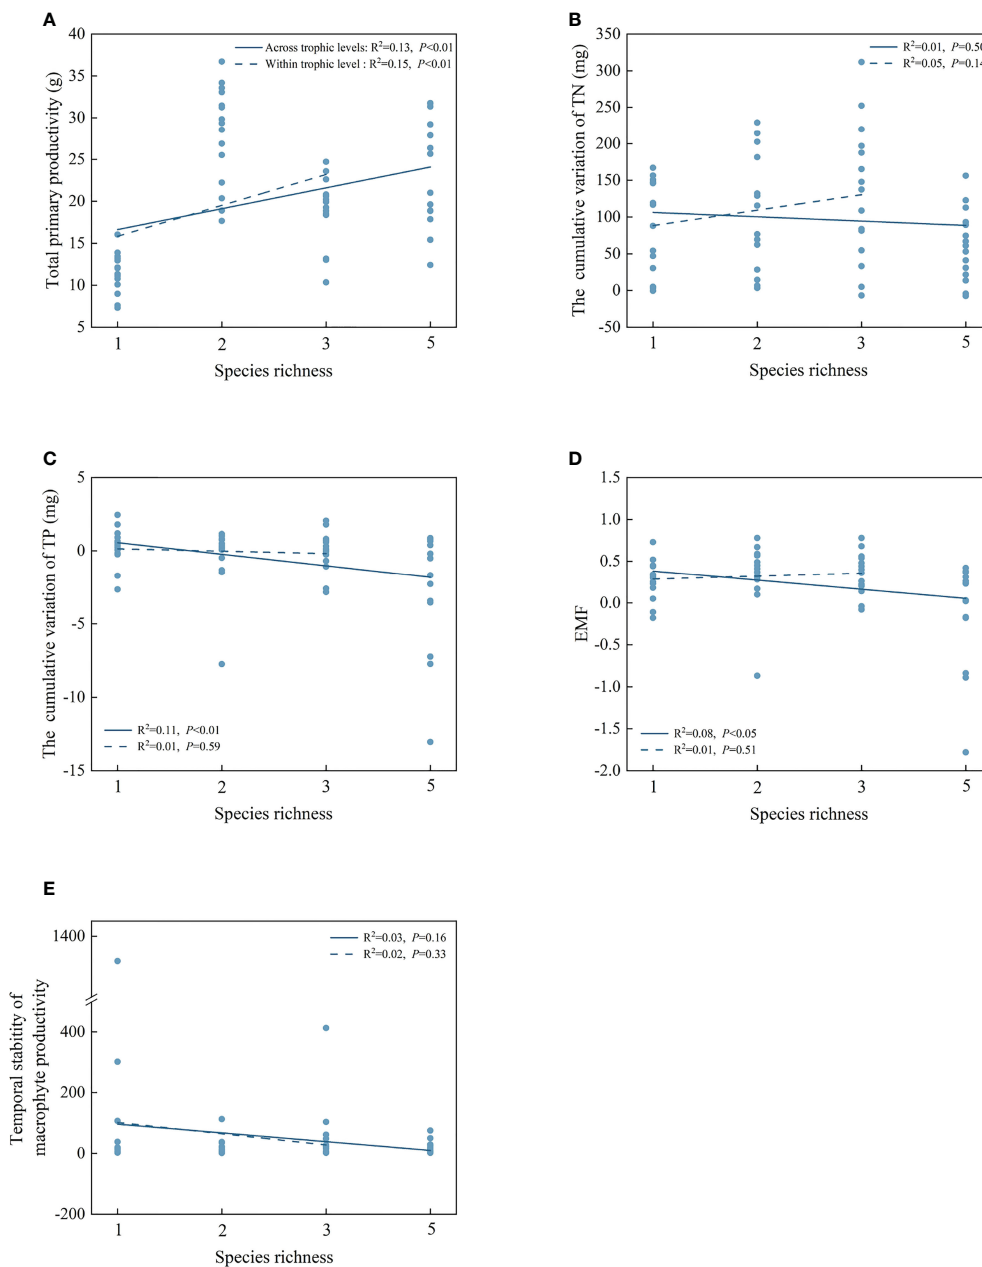 A
Across trophic levels: R²=0.13, P<0.01
Within trophic level : R²=0.15, P<0.01
Total primary productivity (g)
40
35
30
25
20
15
10
5
1 2 3 5
Species richness
B
R²=0.01, P=0.50
R²=0.05, P=0.14
The cumulative variation of TN (mg)
350
300
250
200
150
100
50
0
-50
1 2 3 5
Species richness
C
The cumulative variation of TP (mg)
5
0
-5
-10
-15
R²=0.11, P<0.01
R²=0.01, P=0.59
1 2 3 5
Species richness
D
EMF
1.5
1.0
0.5
0.0
-0.5
-1.0
-1.5
-2.0
R²=0.08, P<0.05
R²=0.01, P=0.51
1 2 3 5
Species richness
E
R²=0.03, P=0.16
R²=0.02, P=0.33
Temporal stabitity of
macrophyte productivity
1400
400
200
0
-200
1 2 3 5
Species richness